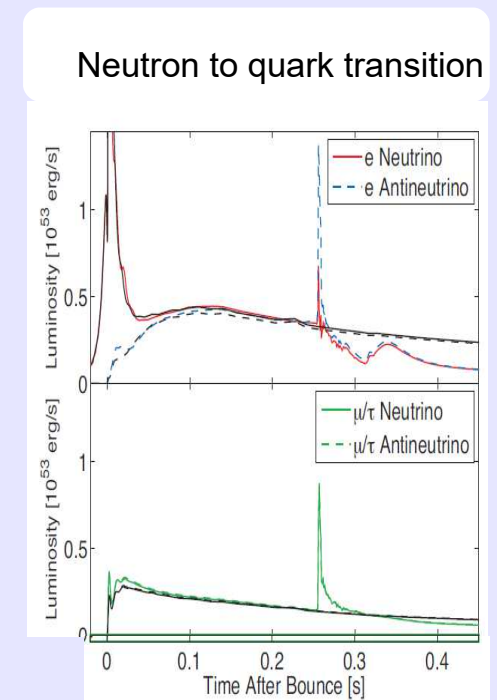 Neutron to quark transition
Luminosity [10^53 erg/s]
1
0.5
0
e Neutrino
e Antineutrino
Luminosity [10^53 erg/s]
1
0.5
0
μ/τ Neutrino
μ/τ Antineutrino
0 0.1 0.2 0.3 0.4
Time After Bounce [s]